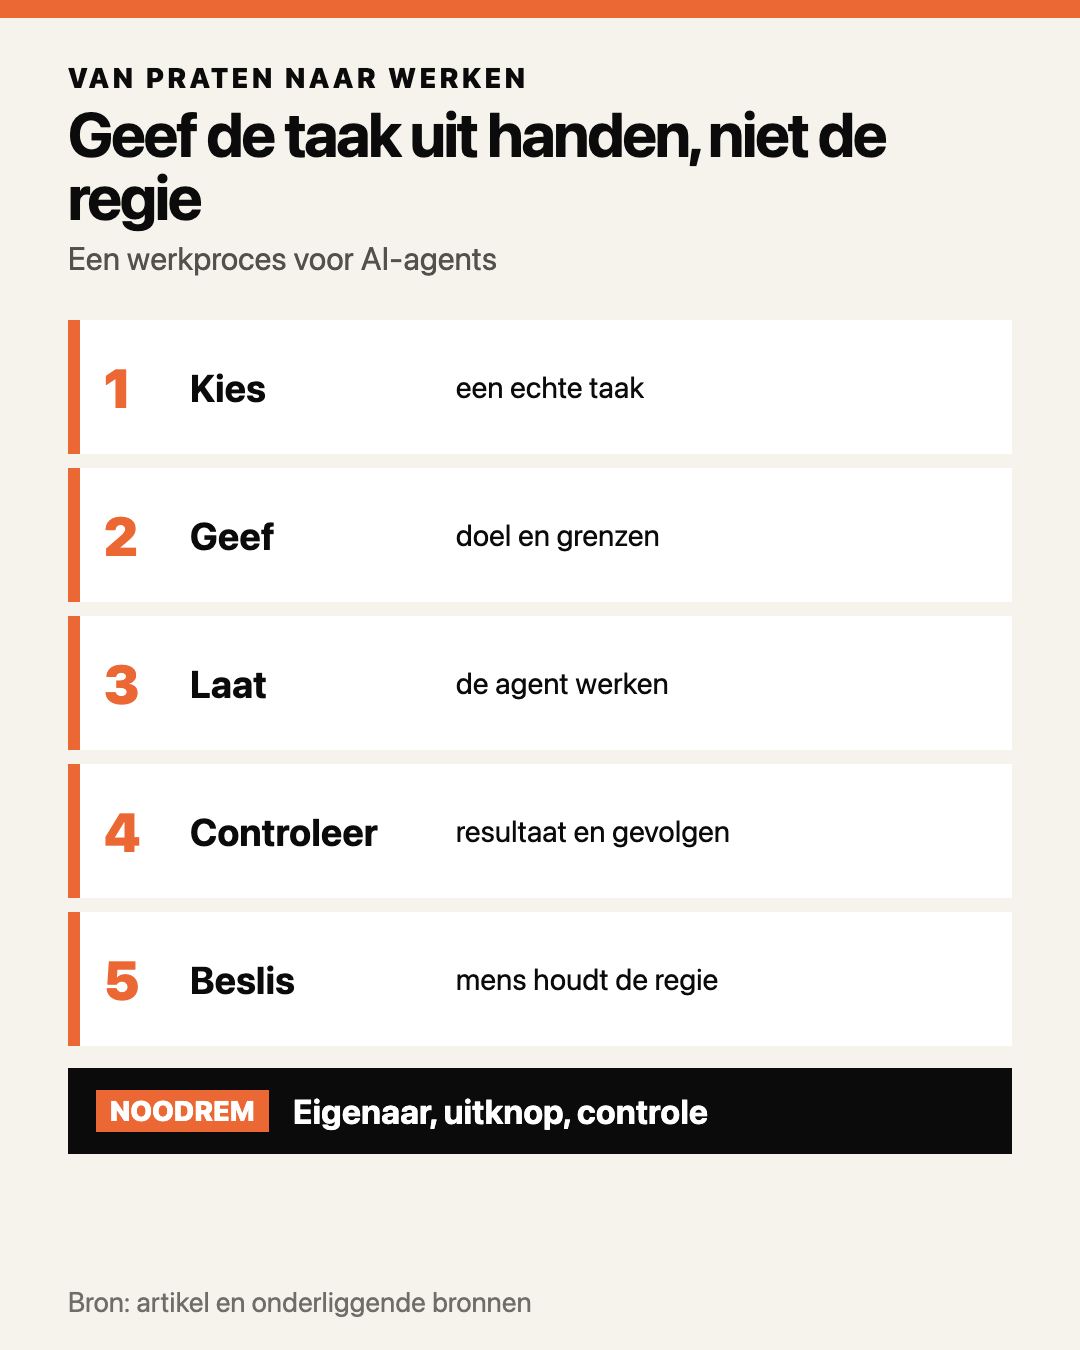 VAN PRATEN NAAR WERKEN
Geef de taak uit handen, niet de
regie
Een werkproces voor AI-agents
1 Kies een echte taak
2 Geef doel en grenzen
3 Laat de agent werken
4 Controleer resultaat en gevolgen
5 Beslis mens houdt de regie
NOODREM Eigenaar, uitknop, controle
Bron: artikel en onderliggende bronnen